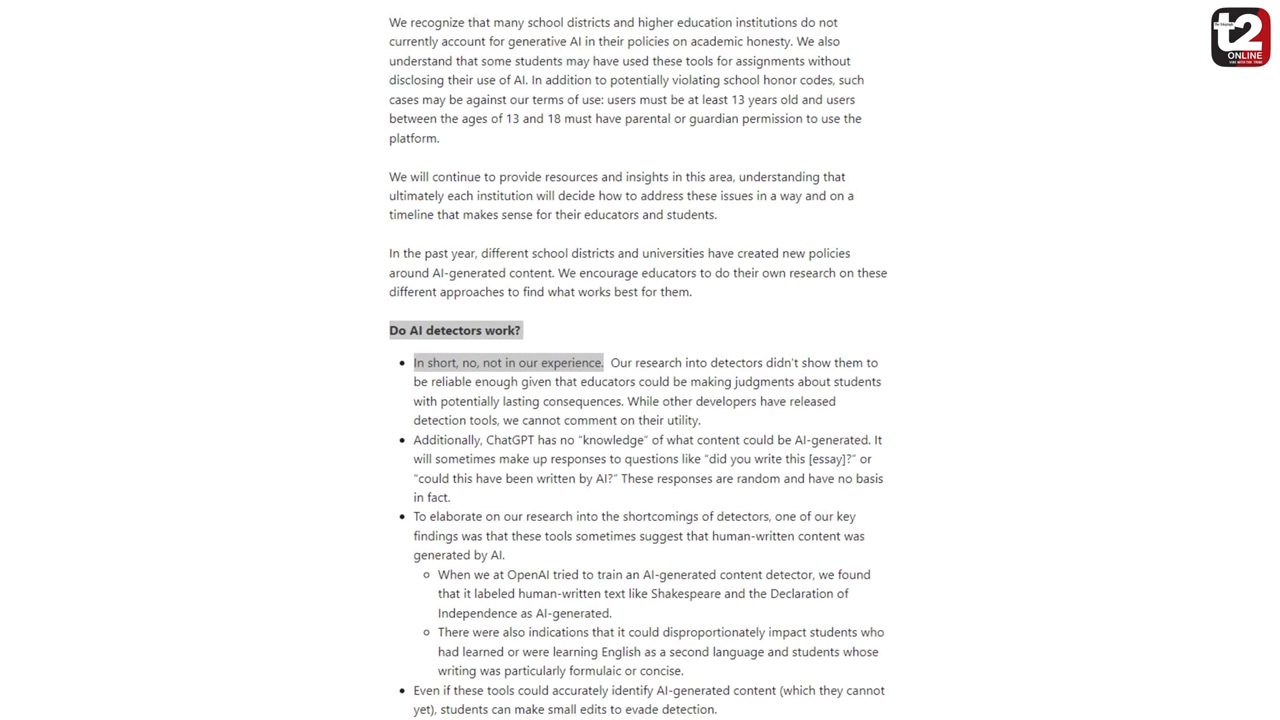 We recognize that many school districts and higher education institutions do not
currently account for generative AI in their policies on academic honesty. We also
understand that some students may have used these tools for assignments without
disclosing their use of AI. In addition to potentially violating school honor codes, such
cases may be against our terms of use: users must be at least 13 years old and users
between the ages of 13 and 18 must have parental or guardian permission to use the
platform.
We will continue to provide resources and insights in this area, understanding that
ultimately each institution will decide how to address these issues in a way and on a
timeline that makes sense for their educators and students.
In the past year, different school districts and universities have created new policies
around AI-generated content. We encourage educators to do their own research on these
different approaches to find what works best for them.
Do AI detectors work?
• In short, no, not in our experience. Our research into detectors didn't show them to
be reliable enough given that educators could be making judgments about students
with potentially lasting consequences. While other developers have released
detection tools, we cannot comment on their utility.
• Additionally, ChatGPT has no “knowledge” of what content could be AI-generated. It
will sometimes make up responses to questions like “did you write this [essay]?” or
“could this have been written by AI?” These responses are random and have no basis
in fact.
• To elaborate on our research into the shortcomings of detectors, one of our key
findings was that these tools sometimes suggest that human-written content was
generated by AI.
○ When we at OpenAI tried to train an AI-generated content detector, we found
that it labeled human-written text like Shakespeare and the Declaration of
Independence as AI-generated.
○ There were also indications that it could disproportionately impact students who
had learned or were learning English as a second language and students whose
writing was particularly formulaic or concise.
• Even if these tools could accurately identify AI-generated content (which they cannot
yet), students can make small edits to evade detection.
The Telegraph
t2
ONLINE
VIBE WITH THE TRIBE